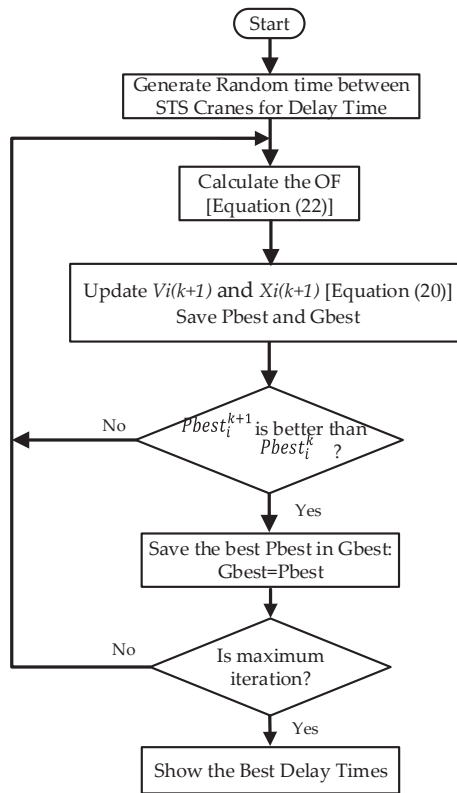 Start
Generate Random time between
STS Cranes for Delay Time
Calculate the OF
[Equation (22)]
Update Vi(k+1) and Xi(k+1) [Equation (20)]
Save Pbest and Gbest
No
Pbest_i^{k+1} is better than
Pbest_i^k ?
Yes
Save the best Pbest in Gbest:
Gbest=Pbest
No
Is maximum
iteration?
Yes
Show the Best Delay Times